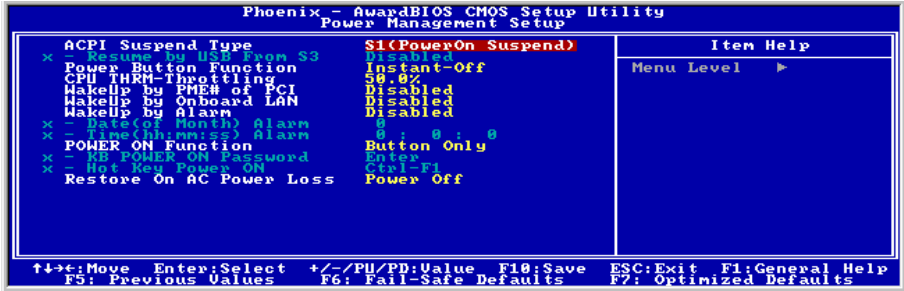 Phoenix - AwardBIOS CMOS Setup Utility
Power Management Setup
ACPI Suspend Type S1(PowerOn Suspend)
x - Resume by USB From S3 Disabled
Power Button Function Instant-Off
CPU THRM-Throttling 50.0%
WakeUp by PME# of PCI Disabled
WakeUp by Onboard LAN Disabled
WakeUp by Alarm Disabled
x - Date(of Month) Alarm 0
x - Time(hh:mm:ss) Alarm 0 : 0 : 0
POWER ON Function Button Only
x - KB POWER ON Password Enter
x - Hot Key Power ON Ctrl-F1
Restore On AC Power Loss Power Off
Item Help
Menu Level ▶
↑↓→←:Move Enter:Select +/-/PU/PD:Value F10:Save ESC:Exit F1:General Help
F5: Previous Values F6: Fail-Safe Defaults F7: Optimized Defaults